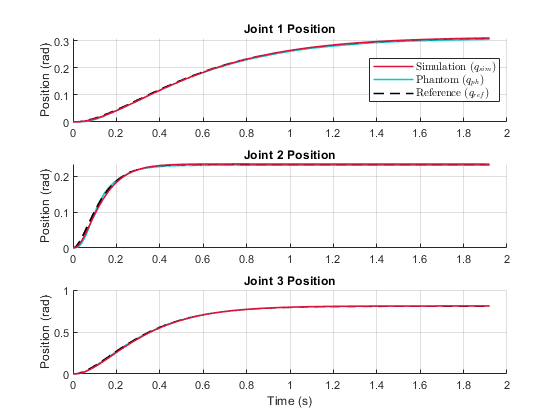 Joint 1 Position
Position (rad)
0.3
0.2
0.1
0
0 0.2 0.4 0.6 0.8 1 1.2 1.4 1.6 1.8 2
Simulation (q_sim)
Phantom (q_ph)
Reference (q_ref)
Joint 2 Position
Position (rad)
0.2
0.1
0
0 0.2 0.4 0.6 0.8 1 1.2 1.4 1.6 1.8 2
Joint 3 Position
Position (rad)
1
0.5
0
0 0.2 0.4 0.6 0.8 1 1.2 1.4 1.6 1.8 2
Time (s)